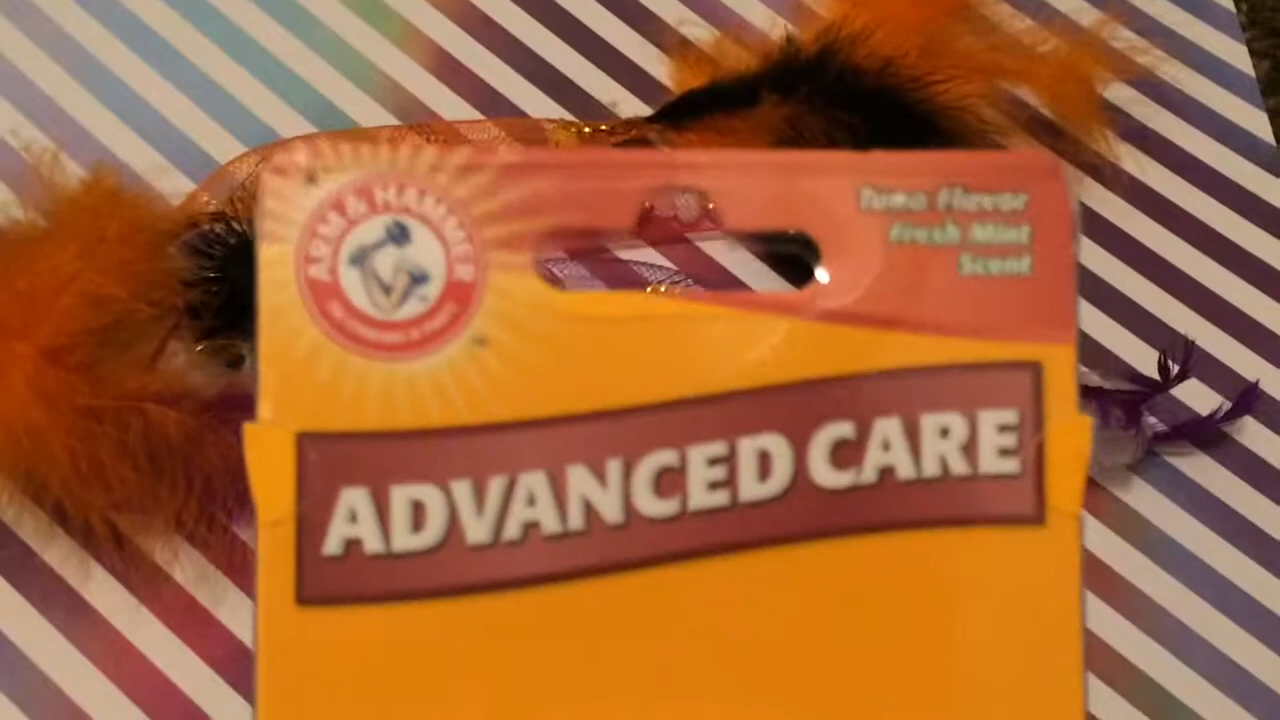 ARM & HAMMER
Tuna Flavor
Fresh Mint
Scent
ADVANCED CARE